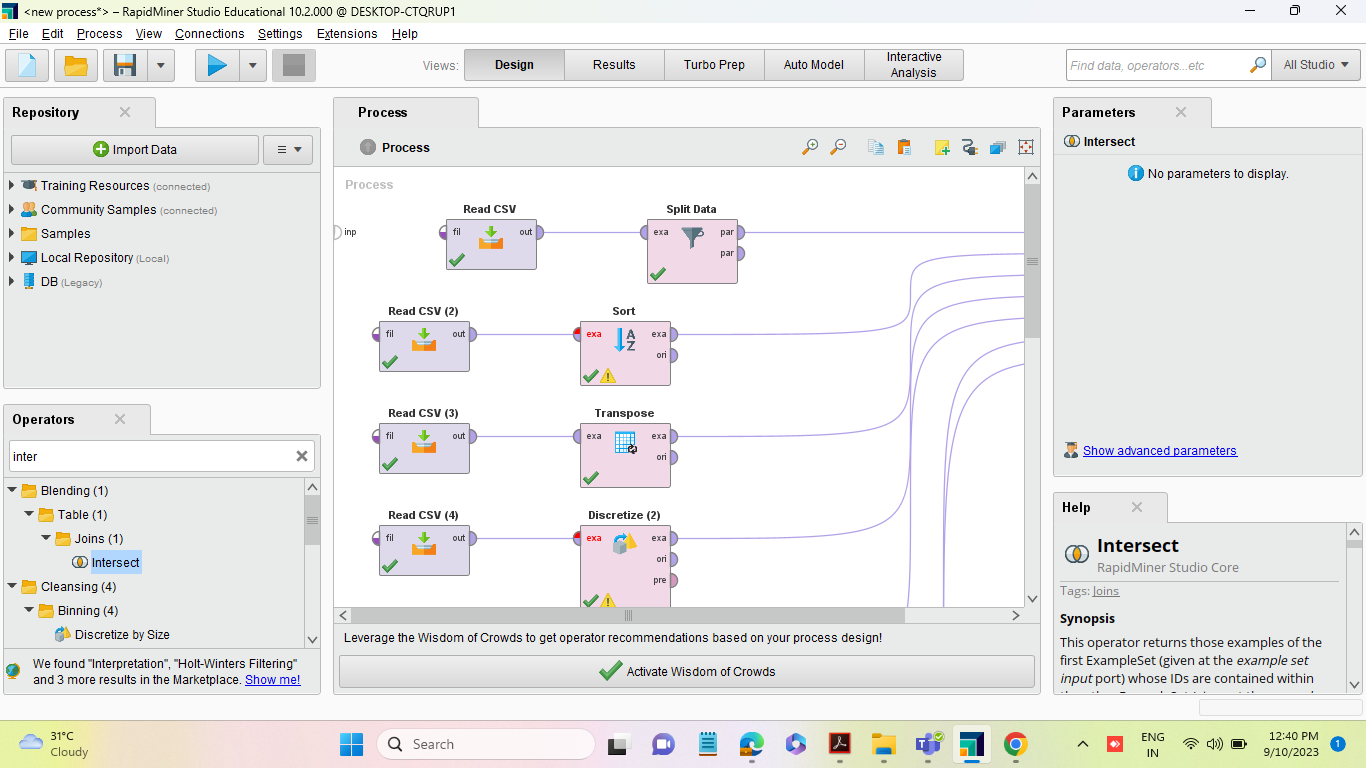 <new process*> – RapidMiner Studio Educational 10.2.000 @ DESKTOP-CTQRUP1
File Edit Process View Connections Settings Extensions Help
Views: Design Results Turbo Prep Auto Model Interactive Analysis
Find data, operators...etc
All Studio
Repository
Import Data
Training Resources (connected)
Community Samples (connected)
Samples
Local Repository (Local)
DB (Legacy)
Operators
inter
Blending (1)
Table (1)
Joins (1)
Intersect
Cleansing (4)
Binning (4)
Discretize by Size
We found "Interpretation", "Holt-Winters Filtering"
and 3 more results in the Marketplace. Show me!
Process
Process
Process
inp
Read CSV
fil out
Split Data
exa par
par
Read CSV (2)
fil out
Sort
exa exa
ori
A
Z
Read CSV (3)
fil out
Transpose
exa exa
ori
Read CSV (4)
fil out
Discretize (2)
exa exa
ori
pre
Leverage the Wisdom of Crowds to get operator recommendations based on your process design!
Activate Wisdom of Crowds
Parameters
Intersect
No parameters to display.
Show advanced parameters
Help
Intersect
RapidMiner Studio Core
Tags: Joins
Synopsis
This operator returns those examples of the
first ExampleSet (given at the example set
input port) whose IDs are contained within
31°C
Cloudy
Search
ENG
IN
12:40 PM
9/10/2023
1